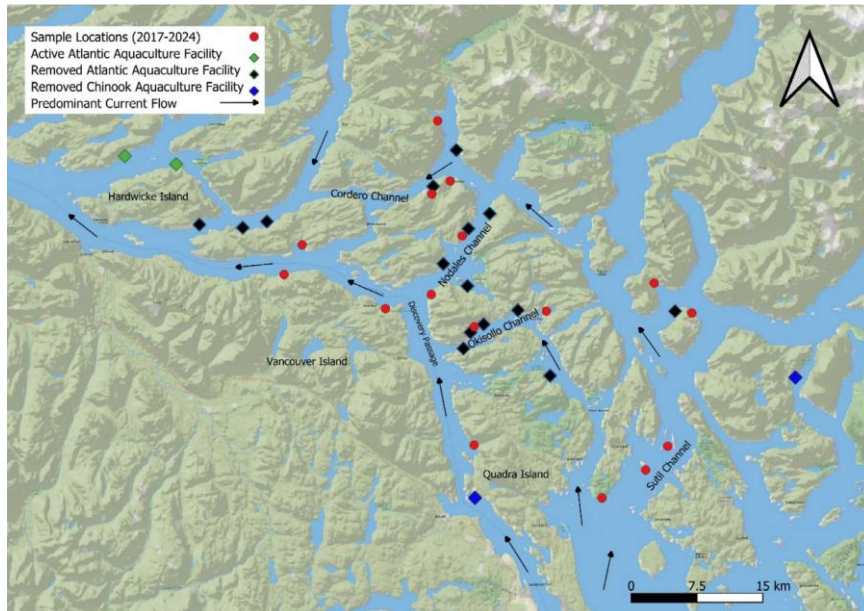 Sample Locations (2017-2024)
Active Atlantic Aquaculture Facility
Removed Atlantic Aquaculture Facility
Removed Chinook Aquaculture Facility
Predominant Current Flow
Hardwicke Island
Cordero Channel
Nodales Channel
Discovery Passage
Okisollo Channel
Vancouver Island
Quadra Island
Sutil Channel
0 7.5 15 km